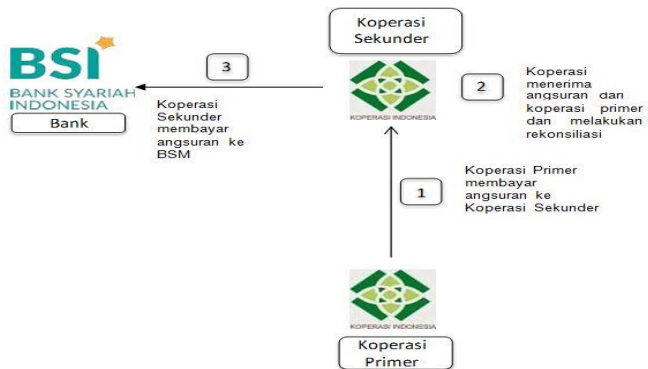 Koperasi
Sekunder
BSI
BANK SYARIAH
INDONESIA
Bank
3
Koperasi
Sekunder
membayar
angsuran ke
BSM
KOPERASI INDONESIA
2
Koperasi
menerima
angsuran dari
koperasi primer
dan melakukan
rekonsiliasi
1
Koperasi Primer
membayar
angsuran ke
Koperasi Sekunder
KOPERASI INDONESIA
Koperasi
Primer